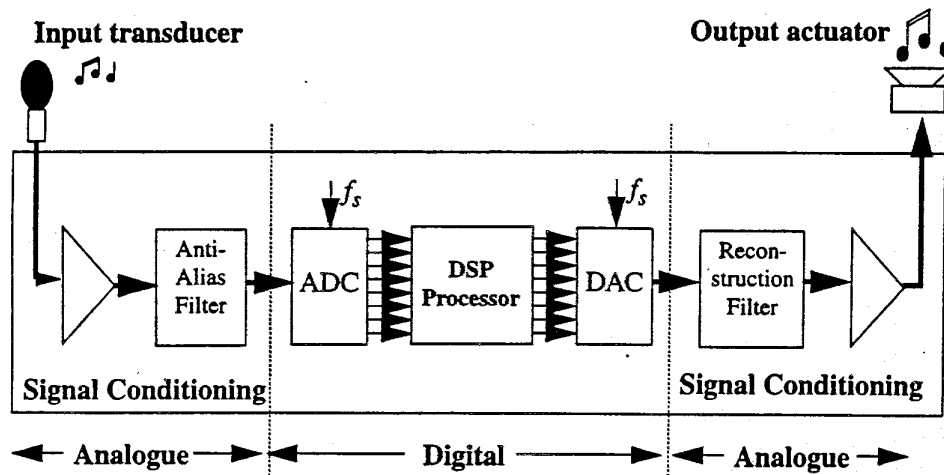 Input transducer
Output actuator
f_s
f_s
Anti-
Alias
Filter
ADC
DSP
Processor
DAC
Recon-
struction
Filter
Signal Conditioning
Signal Conditioning
Analogue
Digital
Analogue